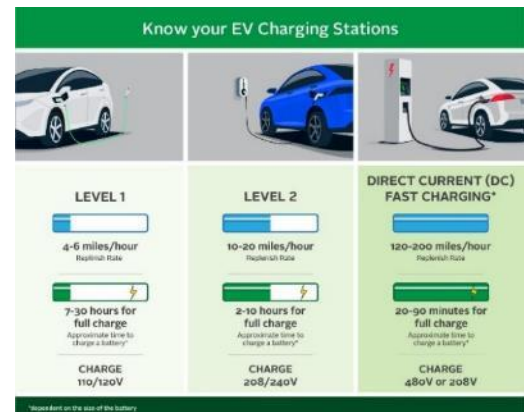 Know your EV Charging Stations
LEVEL 1
4-6 miles/hour
Replenish Rate
7-30 hours for
full charge
Approximate time to
charge a battery*
CHARGE
110/120V
LEVEL 2
10-20 miles/hour
Replenish Rate
2-10 hours for
full charge
Approximate time to
charge a battery*
CHARGE
208/240V
DIRECT CURRENT (DC)
FAST CHARGING*
120-200 miles/hour
Replenish Rate
20-90 minutes for
full charge
Approximate time to
charge a battery*
CHARGE
480V or 208V
*dependent on the size of the battery